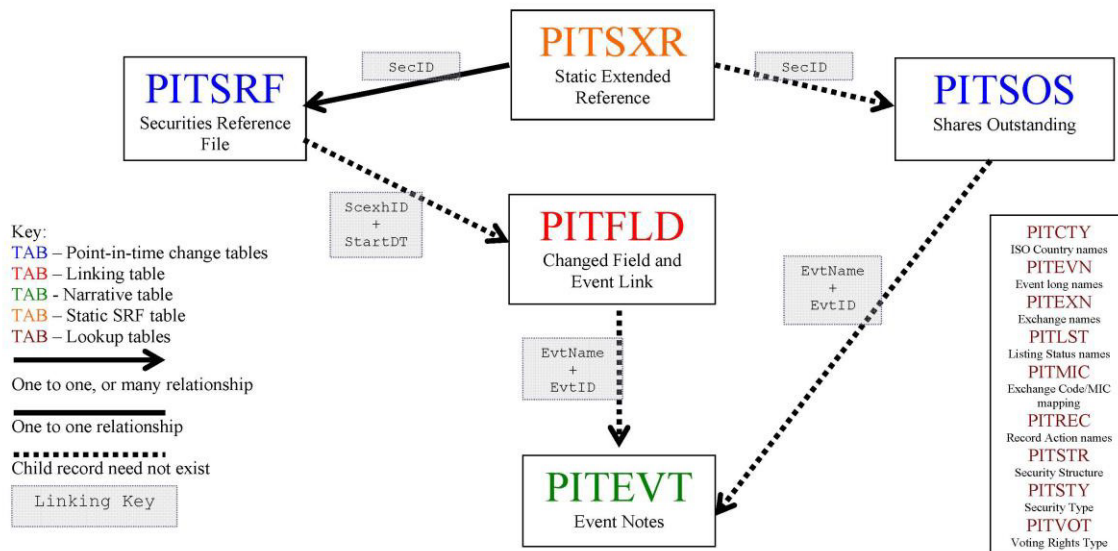 PITSXR
Static Extended
Reference
SecID
SecID
PITSRF
Securities Reference
File
PITSOS
Shares Outstanding
ScexhID
+
StartDT
PITFLD
Changed Field and
Event Link
EvtName
+
EvtID
EvtName
+
EvtID
PITEVT
Event Notes
Key:
TAB – Point-in-time change tables
TAB – Linking table
TAB - Narrative table
TAB – Static SRF table
TAB – Lookup tables
One to one, or many relationship
One to one relationship
Child record need not exist
Linking Key
PITCTY
ISO Country names
PITEVN
Event long names
PITEXN
Exchange names
PITLST
Listing Status names
PITMIC
Exchange Code/MIC
mapping
PITREC
Record Action names
PITSTR
Security Structure
PITSTY
Security Type
PITVOT
Voting Rights Type